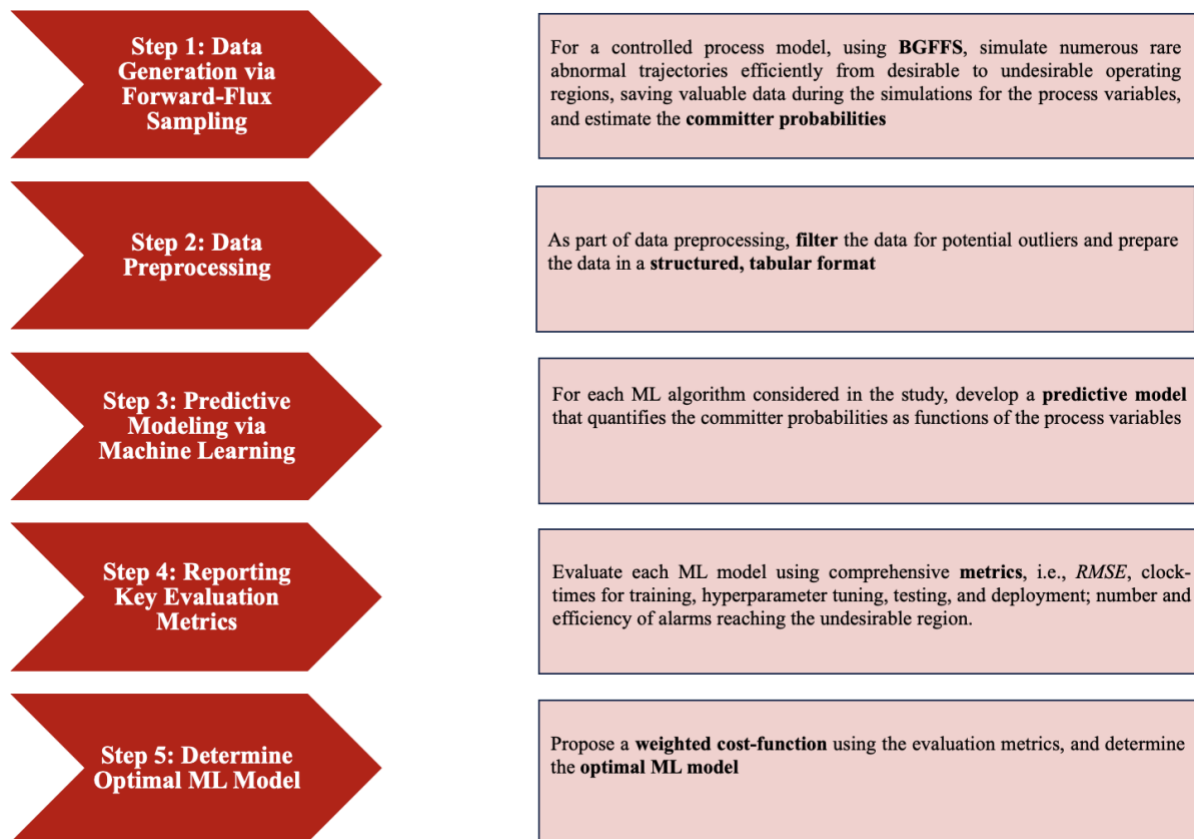 Step 1: Data
Generation via
Forward-Flux
Sampling
For a controlled process model, using BGFFS, simulate numerous rare
abnormal trajectories efficiently from desirable to undesirable operating
regions, saving valuable data during the simulations for the process variables,
and estimate the committer probabilities
Step 2: Data
Preprocessing
As part of data preprocessing, filter the data for potential outliers and prepare
the data in a structured, tabular format
Step 3: Predictive
Modeling via
Machine Learning
For each ML algorithm considered in the study, develop a predictive model
that quantifies the committer probabilities as functions of the process variables
Step 4: Reporting
Key Evaluation
Metrics
Evaluate each ML model using comprehensive metrics, i.e., RMSE, clock-
times for training, hyperparameter tuning, testing, and deployment; number and
efficiency of alarms reaching the undesirable region.
Step 5: Determine
Optimal ML Model
Propose a weighted cost-function using the evaluation metrics, and determine
the optimal ML model